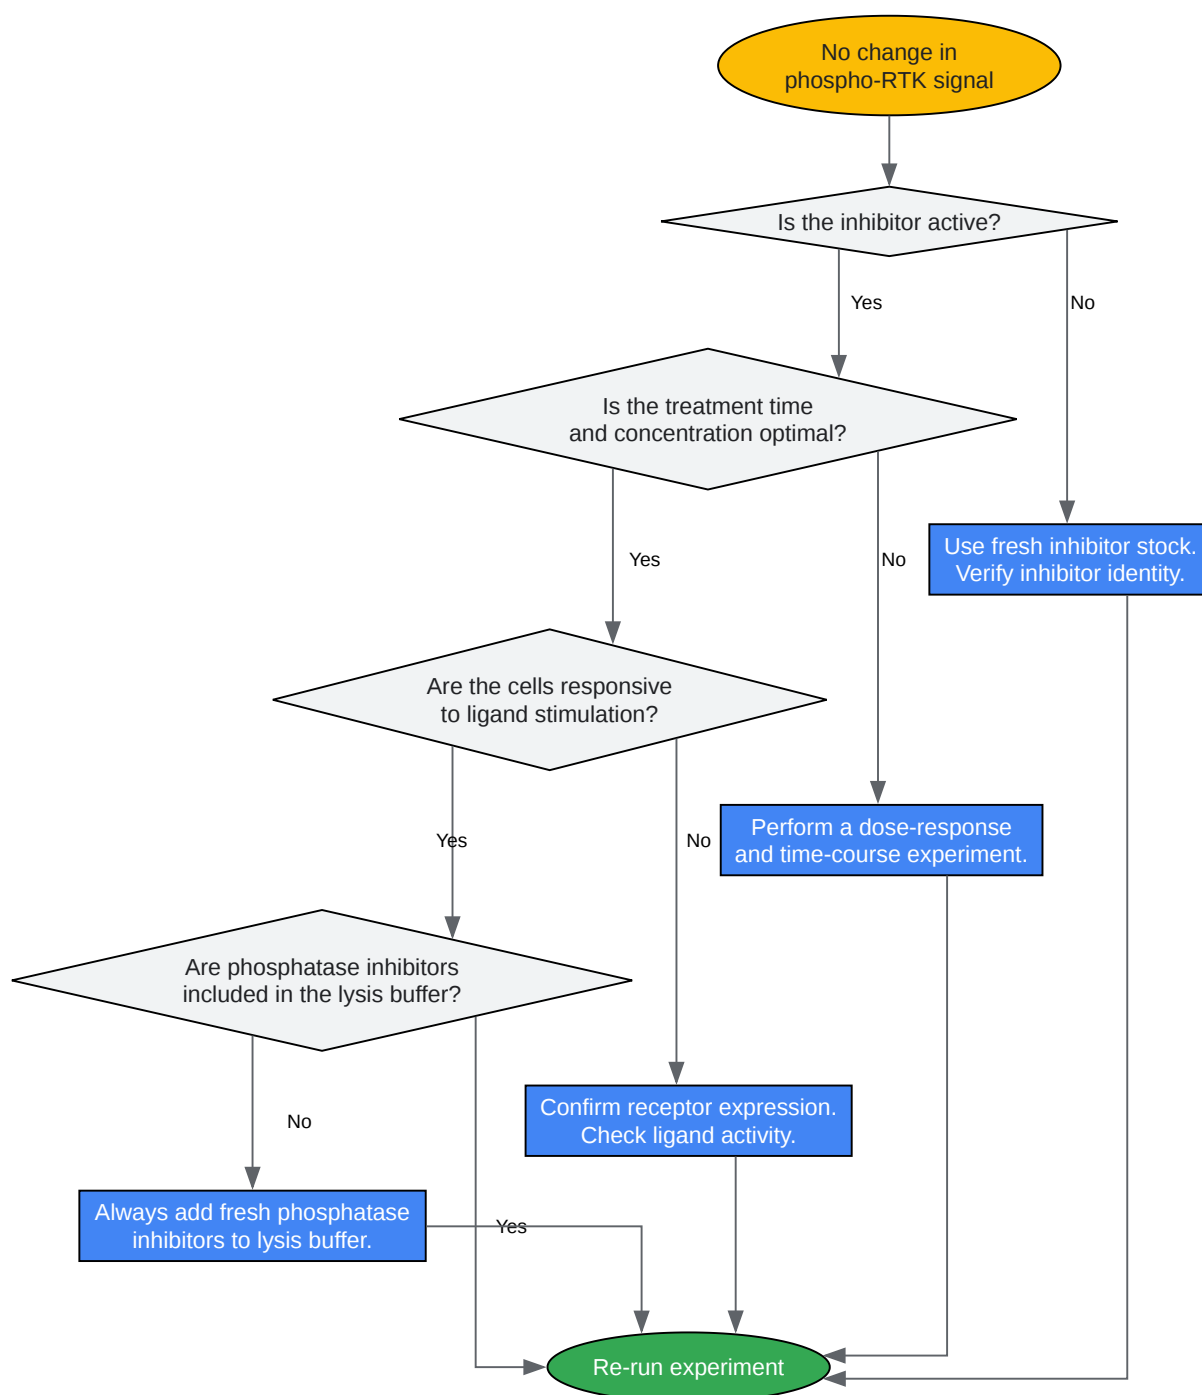 No change in
phospho-RTK signal
Is the inhibitor active?
Yes
No
Is the treatment time
and concentration optimal?
Use fresh inhibitor stock.
Verify inhibitor identity.
Yes
No
Are the cells responsive
to ligand stimulation?
Perform a dose-response
and time-course experiment.
Yes
No
Are phosphatase inhibitors
included in the lysis buffer?
Confirm receptor expression.
Check ligand activity.
No
Always add fresh phosphatase
inhibitors to lysis buffer.
Yes
Re-run experiment